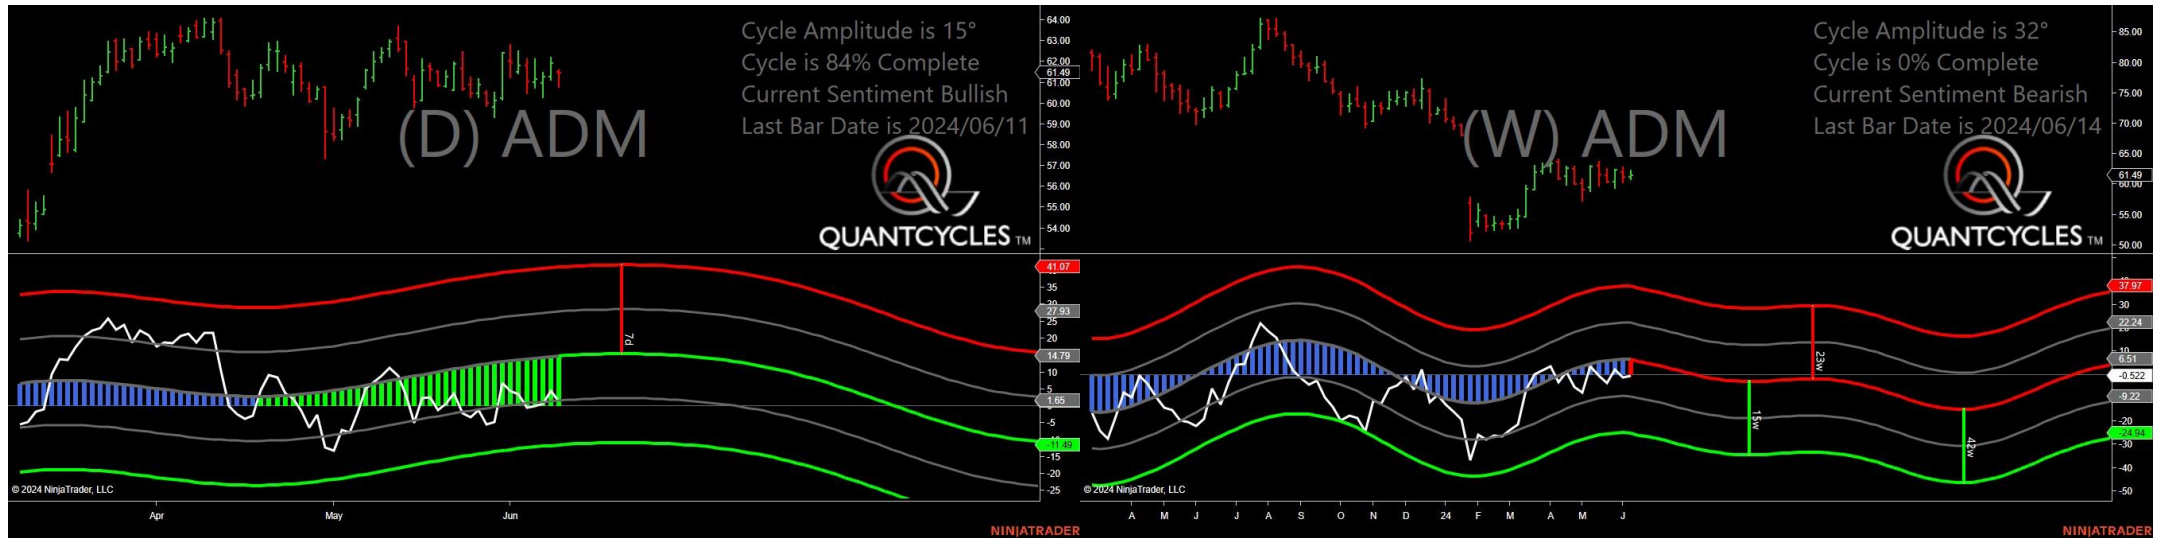 Cycle Amplitude is 15°
Cycle is 84% Complete
Current Sentiment Bullish
Last Bar Date is 2024/06/11
(D) ADM
QUANTCYCLES TM
64.00
63.00
62.00
61.49
61.00
60.00
59.00
58.00
57.00
56.00
55.00
54.00
41.07
35
30
27.93
25
20
14.79
10
5
1.65
-5
-11.49
-15
-20
-25
7d
© 2024 NinjaTrader, LLC
Apr
May
Jun
NINJATRADER
Cycle Amplitude is 32°
Cycle is 0% Complete
Current Sentiment Bearish
Last Bar Date is 2024/06/14
(W) ADM
QUANTCYCLES TM
85.00
80.00
75.00
70.00
65.00
61.49
60.00
55.00
50.00
37.97
30
22.24
10
6.51
-0.522
-9.22
-20
-24.94
-30
-40
-50
23w
15w
42w
© 2024 NinjaTrader, LLC
A M J J A S O N D 24 F M A M J
NINJATRADER